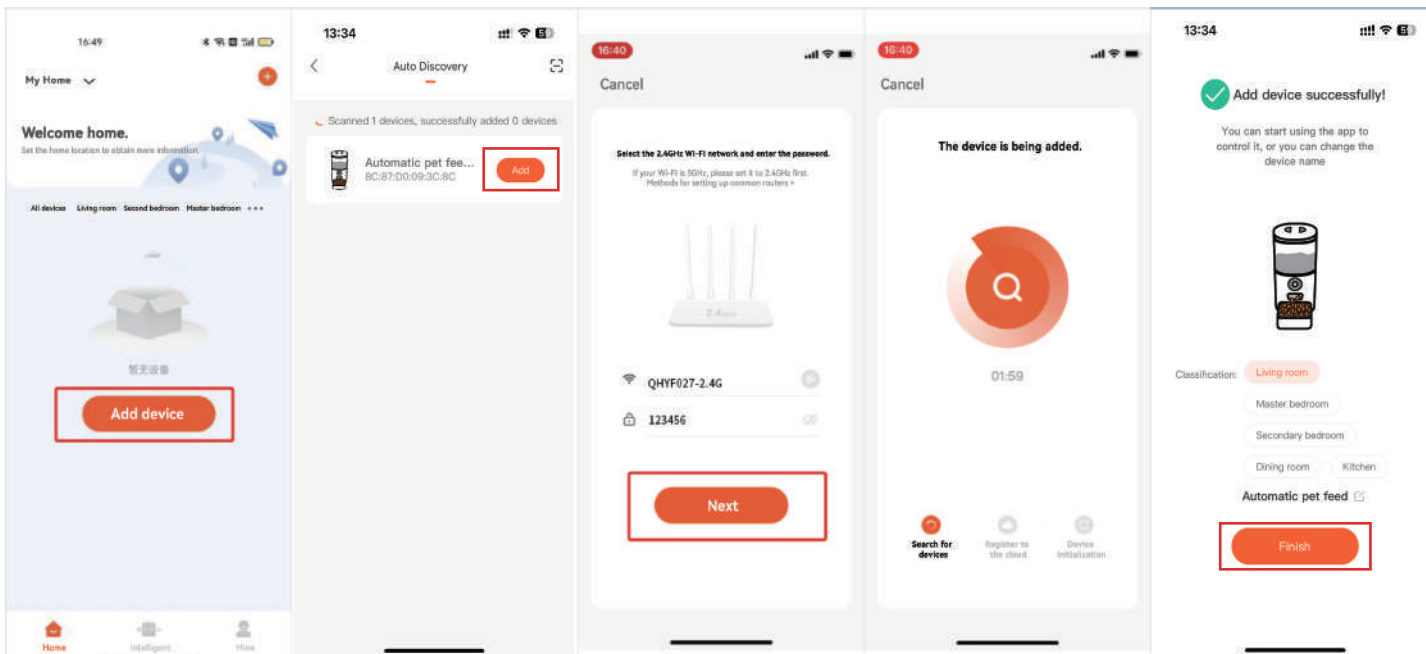 16:49
My Home
Welcome home.
Set the home location to obtain more information.
All devices Living room Second bedroom Master bedroom
暂无设备
Add device
Home Intelligent Mine
13:34
Auto Discovery
Scanned 1 devices, successfully added 0 devices
Automatic pet fee...
8C:87:D0:09:3C:8C
Add
16:40
Cancel
Select the 2.4GHz Wi-Fi network and enter the password.
If your Wi-Fi is 5GHz, please set it to 2.4GHz first.
Methods for setting up common routers >
QHYF027-2.4G
123456
Next
16:40
Cancel
The device is being added.
01:59
Search for
devices
Register to
the cloud
Device
Initialization
13:34
Add device successfully!
You can start using the app to
control it, or you can change the
device name
Classification: Living room
Master bedroom
Secondary bedroom
Dining room Kitchen
Automatic pet feed
Finish